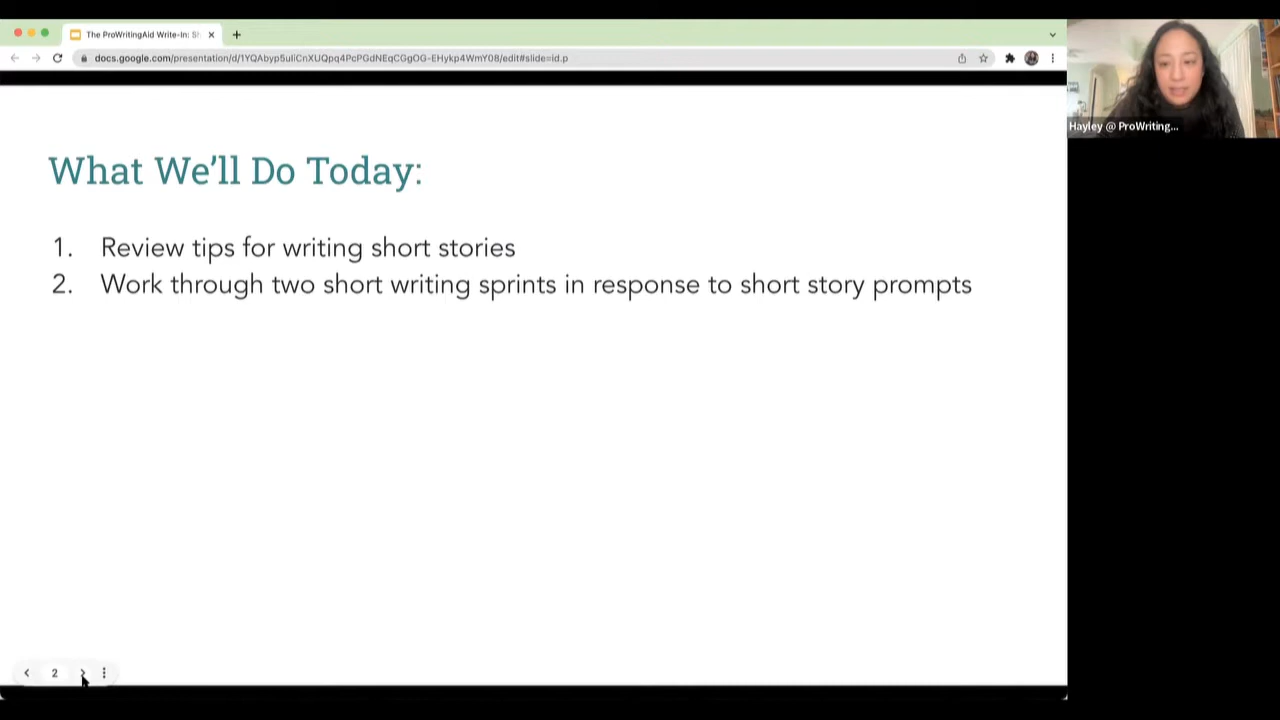 The ProWritingAid Write-In: S
docs.google.com/presentation/d/1YQAbyp5uIiCnXUQpq4PcPGdNEqCGgOG-EHykp4WmY08/edit#slide=id.p
Hayley @ ProWriting...
What We'll Do Today:
1. Review tips for writing short stories
2. Work through two short writing sprints in response to short story prompts
2